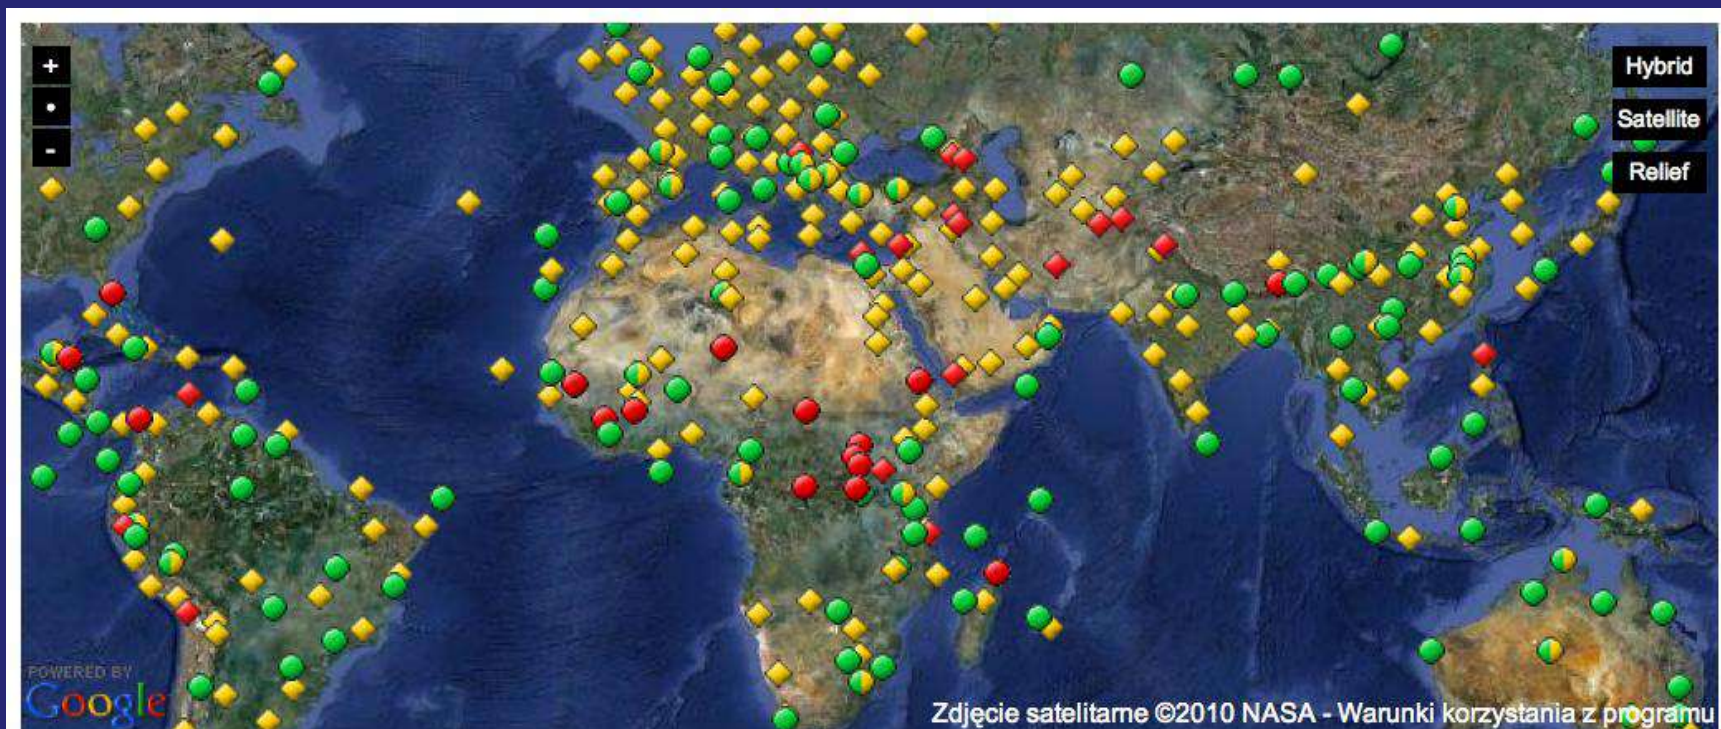 +
•
-
Hybrid
Satellite
Relief
POWERED BY
Google
Zdjęcie satelitarne ©2010 NASA - Warunki korzystania z programu